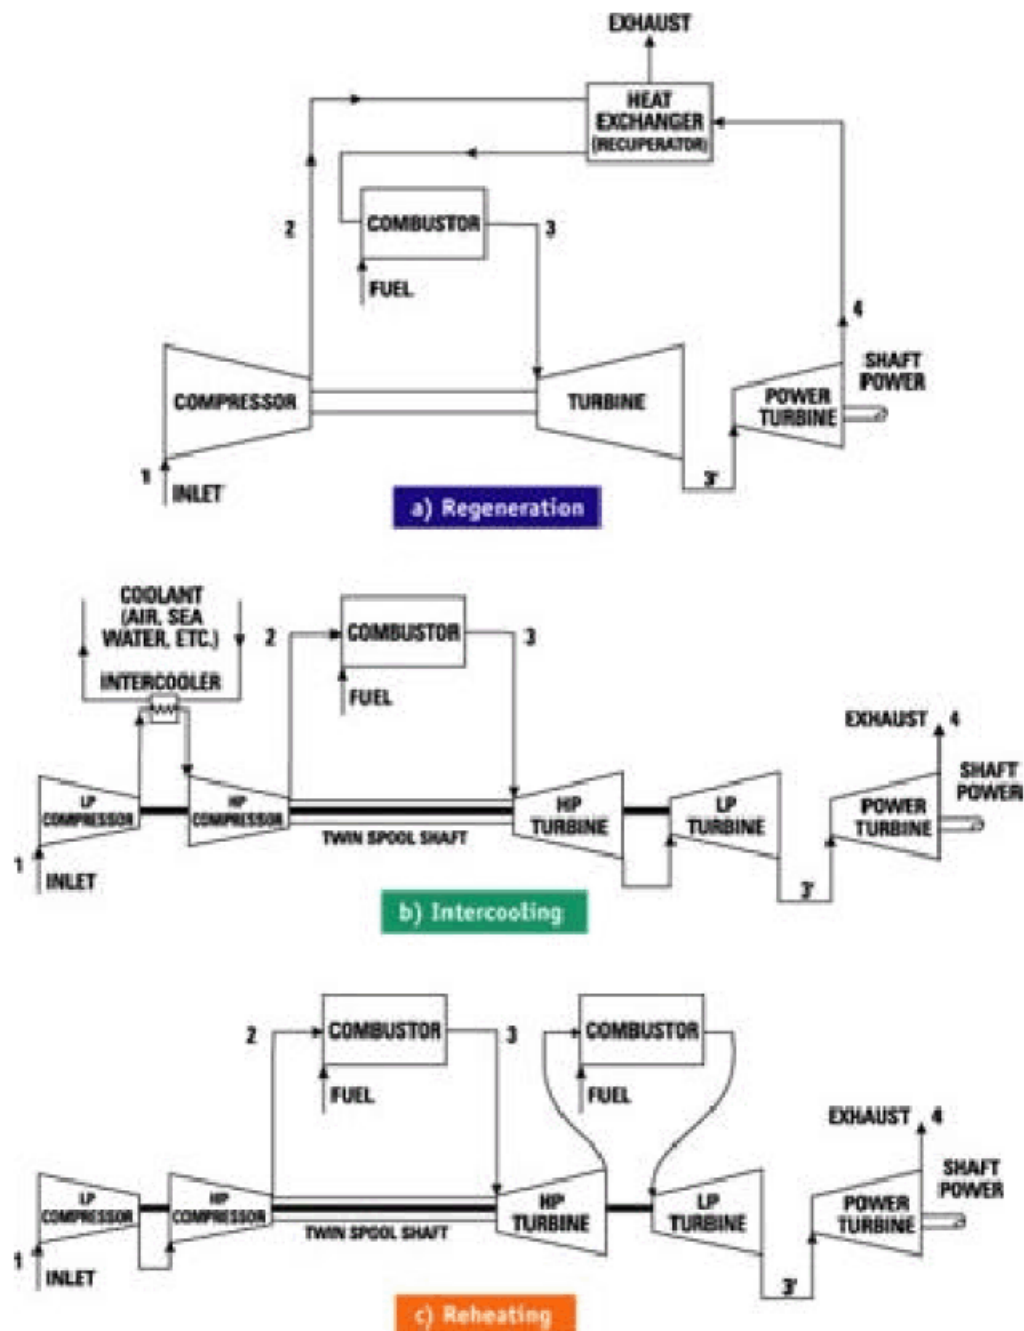 EXHAUST
HEAT
EXCHANGER
(RECUPERATOR)
2
COMBUSTOR
3
FUEL
4
SHAFT
POWER
COMPRESSOR
TURBINE
POWER
TURBINE
1
INLET
3'
a) Regeneration
COOLANT
(AIR, SEA
WATER, ETC.)
INTERCOOLER
2
COMBUSTOR
3
FUEL
EXHAUST
4
SHAFT
POWER
LP
COMPRESSOR
HP
COMPRESSOR
TWIN SPOOL SHAFT
HP
TURBINE
LP
TURBINE
POWER
TURBINE
1
INLET
3'
b) Intercooling
2
COMBUSTOR
3
COMBUSTOR
FUEL
FUEL
EXHAUST
4
SHAFT
POWER
LP
COMPRESSOR
HP
COMPRESSOR
TWIN SPOOL SHAFT
HP
TURBINE
LP
TURBINE
POWER
TURBINE
1
INLET
3'
c) Reheating